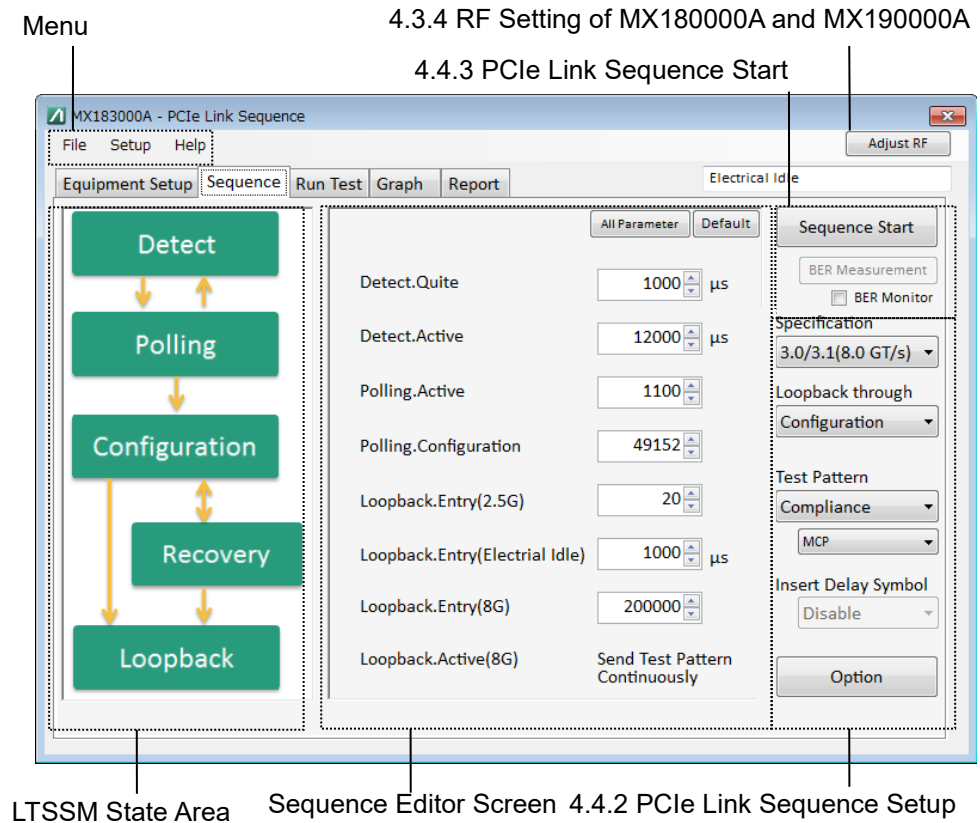 Menu
4.3.4 RF Setting of MX180000A and MX190000A
4.4.3 PCIe Link Sequence Start
MX183000A - PCIe Link Sequence
File Setup Help
Adjust RF
Equipment Setup Sequence Run Test Graph Report
Electrical Idle
Detect
Polling
Configuration
Recovery
Loopback
All Parameter Default
Detect.Quite 1000 µs
Detect.Active 12000 µs
Polling.Active 1100
Polling.Configuration 49152
Loopback.Entry(2.5G) 20
Loopback.Entry(Electrial Idle) 1000 µs
Loopback.Entry(8G) 200000
Loopback.Active(8G) Send Test Pattern
Continuously
Sequence Start
BER Measurement
BER Monitor
Specification
3.0/3.1(8.0 GT/s)
Loopback through
Configuration
Test Pattern
Compliance
MCP
Insert Delay Symbol
Disable
Option
LTSSM State Area
Sequence Editor Screen
4.4.2 PCIe Link Sequence Setup